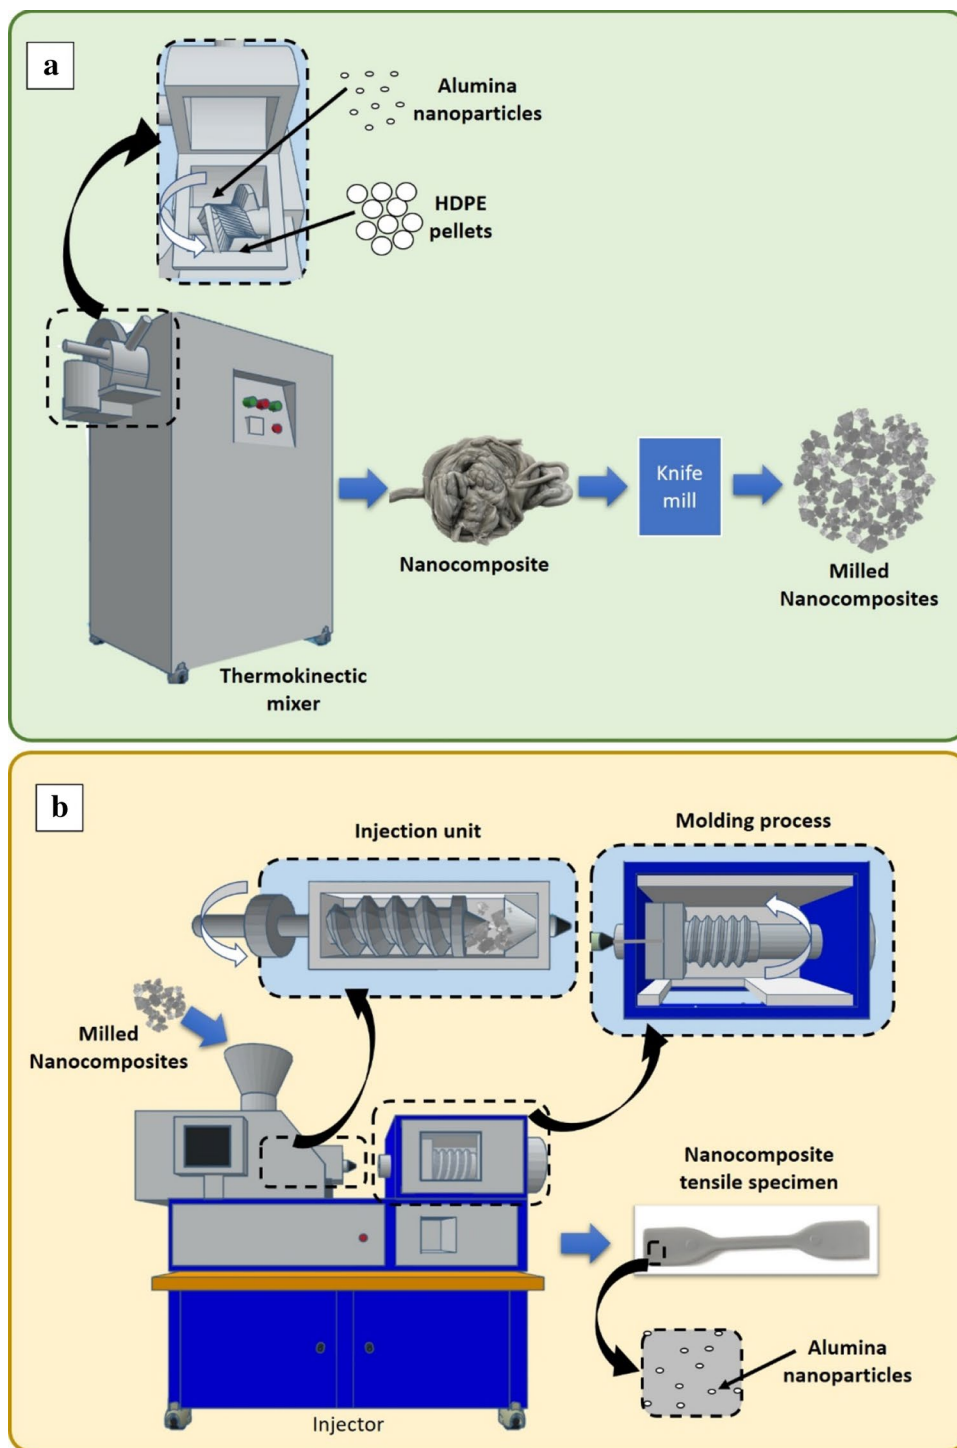 a
Alumina
nanoparticles
HDPE
pellets
Knife
mill
Nanocomposite
Milled
Nanocomposites
Thermokinectic
mixer
b
Injection unit
Molding process
Milled
Nanocomposites
Nanocomposite
tensile specimen
Alumina
nanoparticles
Injector